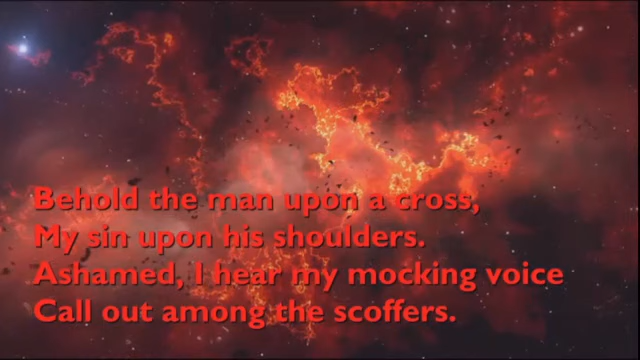 Behold the man upon a cross,
My sin upon his shoulders.
Ashamed, I hear my mocking voice
Call out among the scoffers.